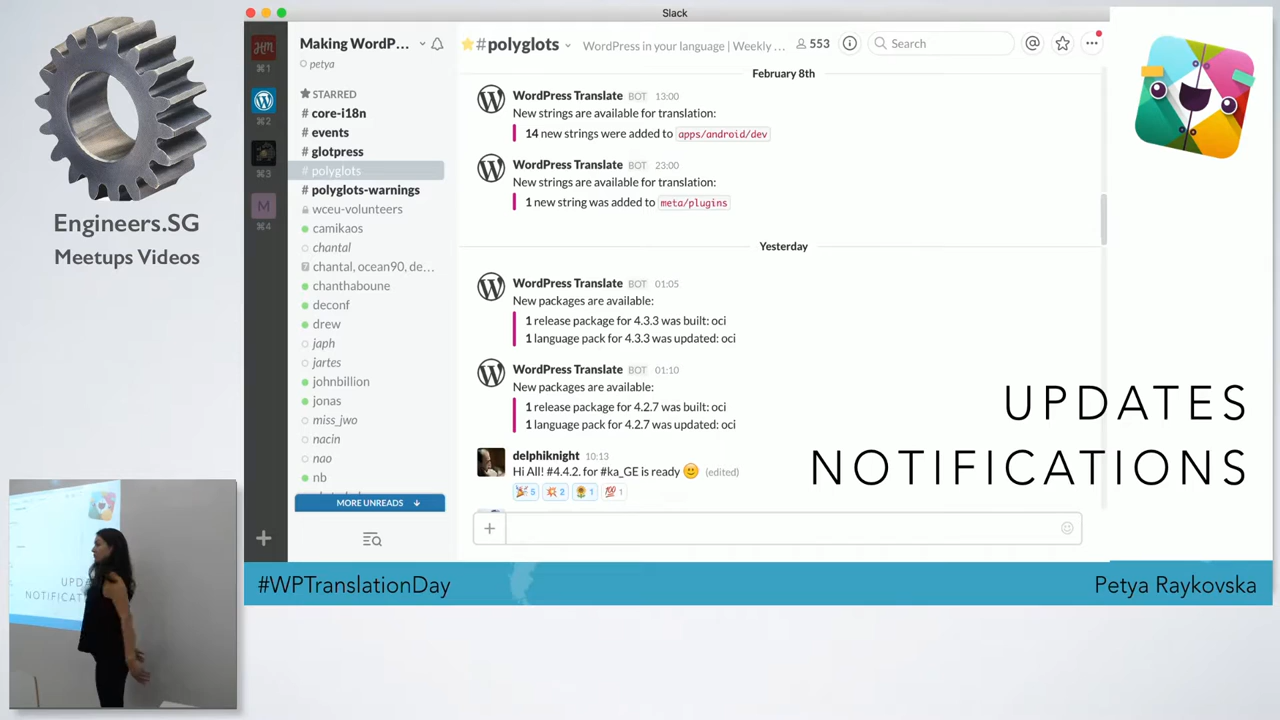 Slack
Engineers.SG
Meetups Videos
⌘1
⌘2
⌘3
M
⌘4
Making WordP...
petya
STARRED
# core-i18n
# events
# glotpress
# polyglots
# polyglots-warnings
wceu-volunteers
camikaos
chantal
chantal, ocean90, de...
chanthaboune
deconf
drew
japh
jartes
johnbillion
jonas
miss_jwo
nacin
nao
nb
MORE UNREADS ↓
#polyglots
WordPress in your language | Weekly ...
553
Search
February 8th
WordPress Translate BOT 13:00
New strings are available for translation:
14 new strings were added to apps/android/dev
WordPress Translate BOT 23:00
New strings are available for translation:
1 new string was added to meta/plugins
Yesterday
WordPress Translate BOT 01:05
New packages are available:
1 release package for 4.3.3 was built: oci
1 language pack for 4.3.3 was updated: oci
WordPress Translate BOT 01:10
New packages are available:
1 release package for 4.2.7 was built: oci
1 language pack for 4.2.7 was updated: oci
delphiknight 10:13
Hi All! #4.4.2. for #ka_GE is ready 🙂 (edited)
5 2 1 💯 1
UPDATES
NOTIFICATIONS
#WPTranslationDay
Petya Raykovska